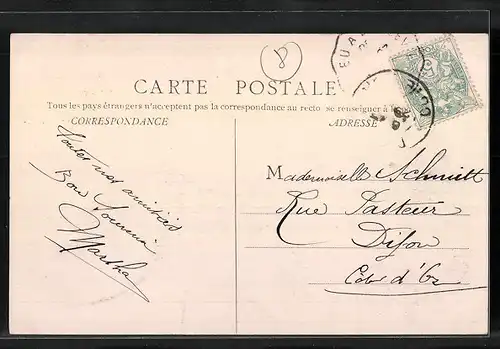 8
CARTE POSTALE
Tous les pays étrangers n'acceptent pas la correspondance au recto se renseigner à
CORRESPONDANCE
ADRESSE
Toutes mes amitiés
Bon Souvenir
Martha
Mademoiselle Schmitt
Rue Pasteur
Dijon
Côte d'Or